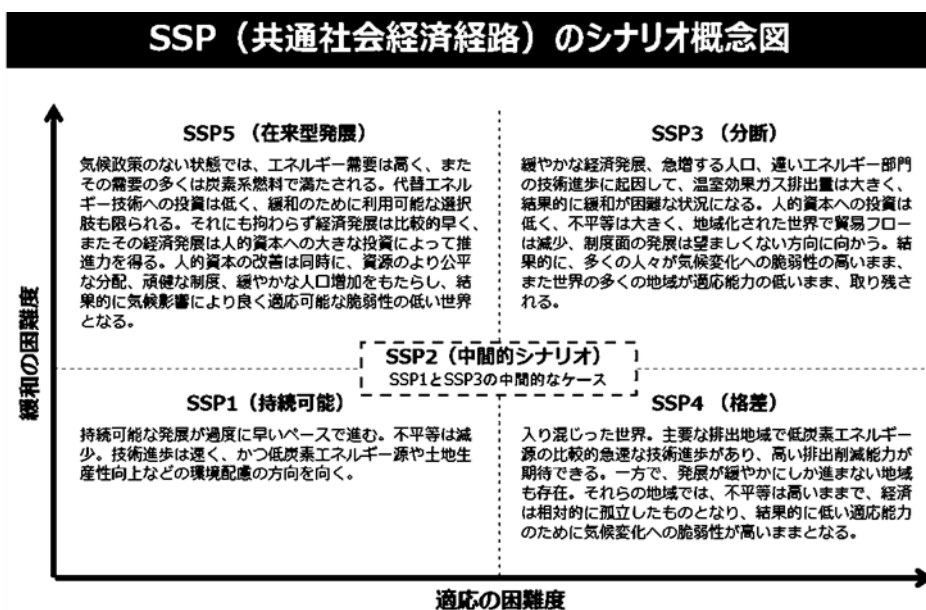 SSP（共通社会経済経路）のシナリオ概念図
緩和の困難度
SSP5 （在来型発展）
気候政策のない状態では、エネルギー需要は高く、また
その需要の多くは炭素系燃料で満たされる。代替エネル
ギー技術への投資は低く、緩和のために利用可能な選択
肢も限られる。それにも拘わらず経済発展は比較的早く、
またその経済発展は人的資本への大きな投資によって推
進力を得る。人的資本の改善は同時に、資源のより公平
な分配、頑健な制度、緩やかな人口増加をもたらし、結
果的に気候影響により良く適応可能な脆弱性の低い世界
となる。
SSP3 （分断）
緩やかな経済発展、急増する人口、遅いエネルギー部門
の技術進歩に起因して、温室効果ガス排出量は大きく、
結果的に緩和が困難な状況になる。人的資本への投資は
低く、不平等は大きく、地域化された世界で貿易フロー
は減少、制度面の発展は望ましくない方向に向かう。結
果的に、多くの人々が気候変化への脆弱性の高いまま、
また世界の多くの地域が適応能力の低いまま、取り残さ
れる。
SSP2（中間的シナリオ）
SSP1とSSP3の中間的なケース
SSP1（持続可能）
持続可能な発展が過度に早いペースで進む。不平等は減
少。技術進歩は速く、かつ低炭素エネルギー源や土地生
産性向上などの環境配慮の方向を向く。
SSP4 （格差）
入り混じった世界。主要な排出地域で低炭素エネルギー
源の比較的急速な技術進歩があり、高い排出削減能力が
期待できる。一方で、発展が緩やかにしか進まない地域
も存在。それらの地域では、不平等は高いままで、経済
は相対的に孤立したものとなり、結果的に低い適応能力
のために気候変化への脆弱性が高いままとなる。
適応の困難度